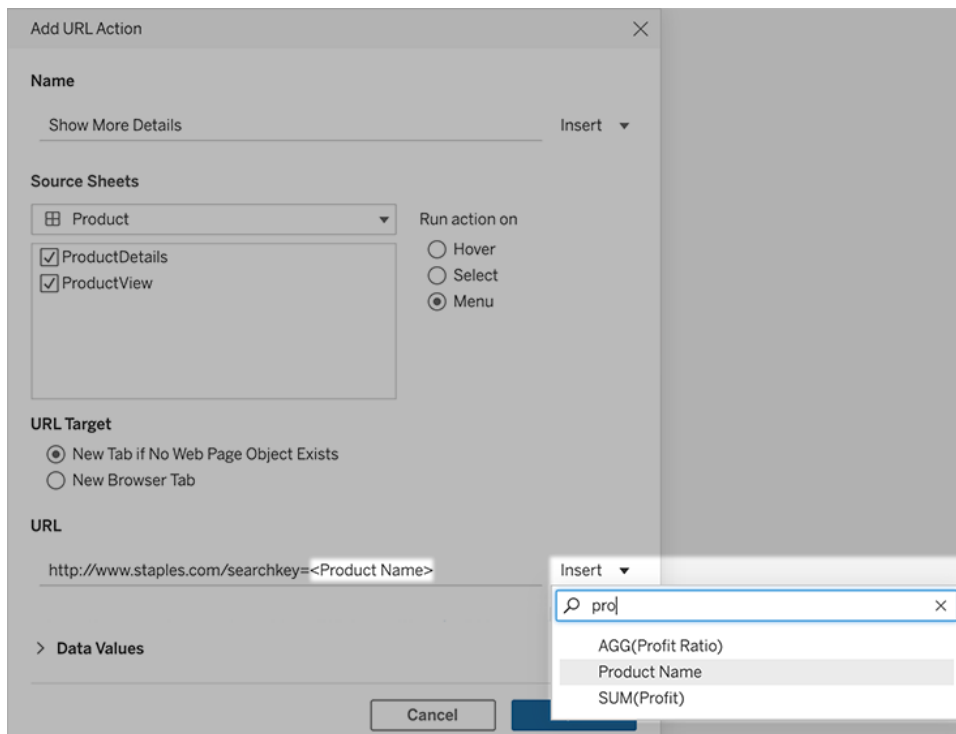 Add URL Action
Name
Show More Details Insert
Source Sheets
Product Run action on
ProductDetails Hover
ProductView Select
Menu
URL Target
New Tab if No Web Page Object Exists
New Browser Tab
URL
http://www.staples.com/searchkey=<Product Name> Insert
pro
AGG(Profit Ratio)
Data Values
Product Name
SUM(Profit)
Cancel